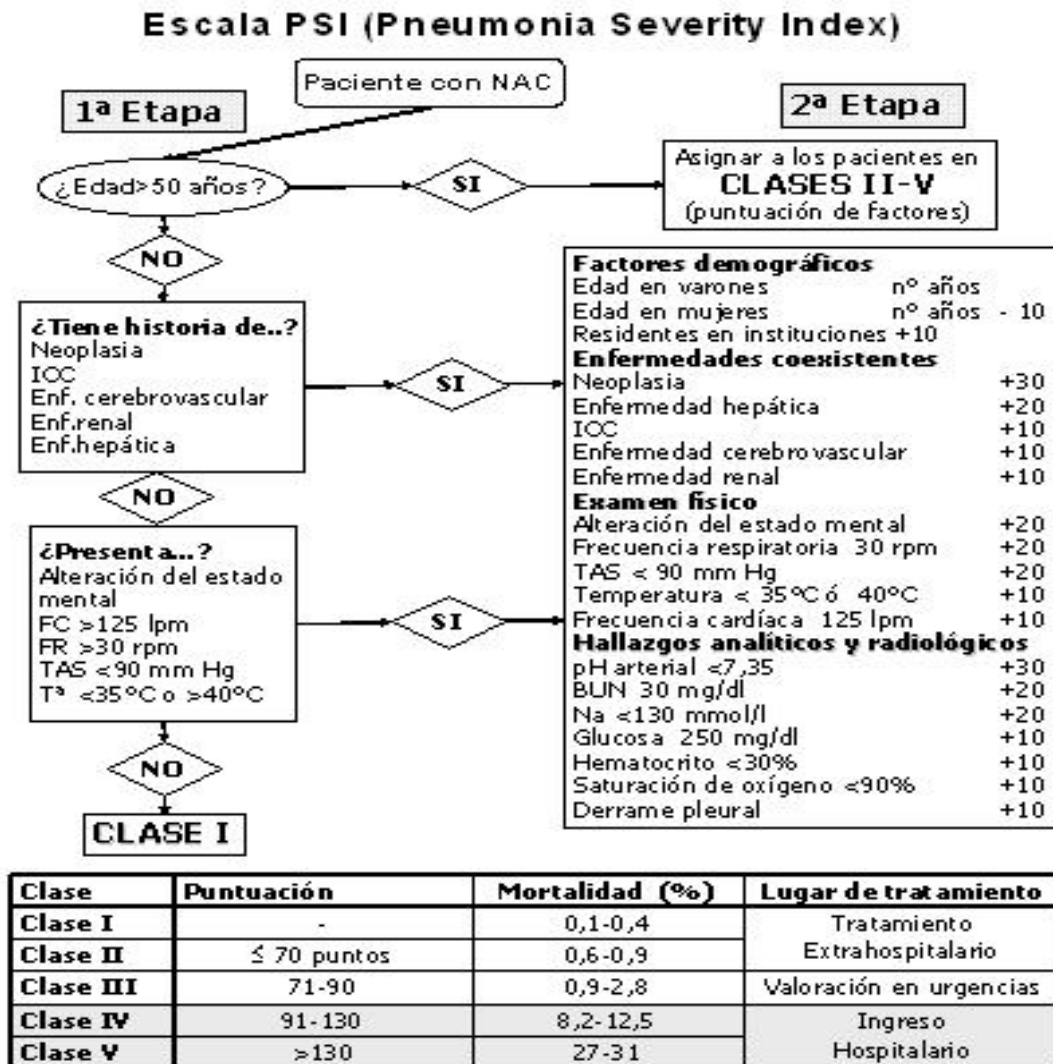 Escala PSI (Pneumonia Severity Index)
Paciente con NAC
1ª Etapa
2ª Etapa
¿Edad>50 años?
SI
Asignar a los pacientes en
CLASES II-V
(puntuación de factores)
NO
¿Tiene historia de..?
Neoplasia
ICC
Enf. cerebrovascular
Enf.renal
Enf.hepática
SI
NO
¿Presenta...?
Alteración del estado
mental
FC >125 lpm
FR >30 rpm
TAS <90 mm Hg
Tª <35ºC o >40ºC
SI
NO
CLASE I
Factores demográficos
Edad en varones nº años
Edad en mujeres nº años - 10
Residentes en instituciones +10
Enfermedades coexistentes
Neoplasia +30
Enfermedad hepática +20
ICC +10
Enfermedad cerebrovascular +10
Enfermedad renal +10
Examen físico
Alteración del estado mental +20
Frecuencia respiratoria 30 rpm +20
TAS < 90 mm Hg +20
Temperatura < 35ºC ó 40ºC +10
Frecuencia cardíaca 125 lpm +10
Hallazgos analíticos y radiológicos
pH arterial <7,35 +30
BUN 30 mg/dl +20
Na <130 mmol/l +20
Glucosa 250 mg/dl +10
Hematocrito <30% +10
Saturación de oxígeno <90% +10
Derrame pleural +10
Clase Puntuación Mortalidad (%) Lugar de tratamiento
Clase I - 0,1-0,4 Tratamiento
Clase II ≤ 70 puntos 0,6-0,9 Extrahospitalario
Clase III 71-90 0,9-2,8 Valoración en urgencias
Clase IV 91-130 8,2-12,5 Ingreso
Clase V >130 27-31 Hospitalario